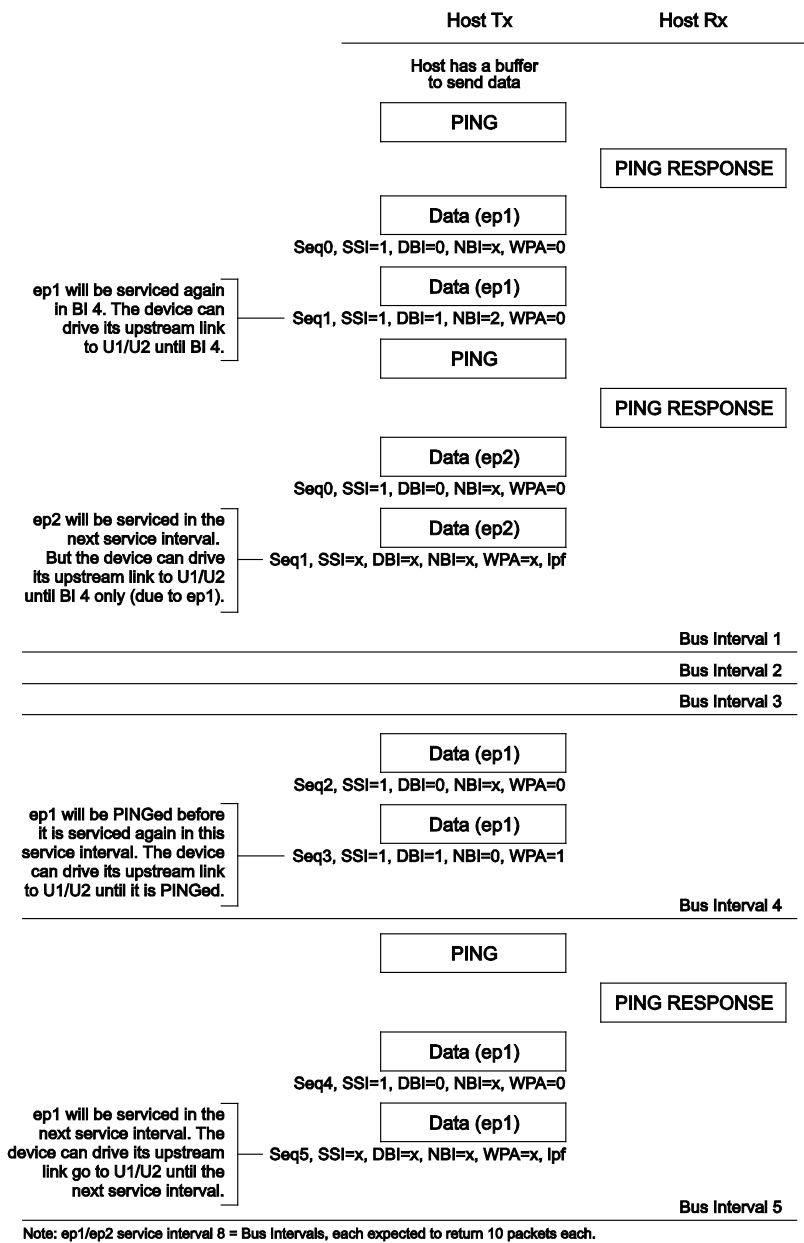 Host Tx
Host Rx
Host has a buffer
to send data
PING
PING RESPONSE
Data (ep1)
Seq0, SSI=1, DBI=0, NBI=x, WPA=0
ep1 will be serviced again
in BI 4. The device can
drive its upstream link
to U1/U2 until BI 4.
Data (ep1)
Seq1, SSI=1, DBI=1, NBI=2, WPA=0
PING
PING RESPONSE
Data (ep2)
Seq0, SSI=1, DBI=0, NBI=x, WPA=0
ep2 will be serviced in the
next service interval.
But the device can drive
its upstream link to U1/U2
until BI 4 only (due to ep1).
Data (ep2)
Seq1, SSI=x, DBI=x, NBI=x, WPA=x, lpf
Bus Interval 1
Bus Interval 2
Bus Interval 3
Data (ep1)
Seq2, SSI=1, DBI=0, NBI=x, WPA=0
ep1 will be PINGed before
it is serviced again in this
service interval. The device
can drive its upstream link
to U1/U2 until it is PINGed.
Data (ep1)
Seq3, SSI=1, DBI=1, NBI=0, WPA=1
Bus Interval 4
PING
PING RESPONSE
Data (ep1)
Seq4, SSI=1, DBI=0, NBI=x, WPA=0
ep1 will be serviced in the
next service interval. The
device can drive its upstream
link go to U1/U2 until the
next service interval.
Data (ep1)
Seq5, SSI=x, DBI=x, NBI=x, WPA=x, lpf
Bus Interval 5
Note: ep1/ep2 service interval 8 = Bus Intervals, each expected to return 10 packets each.